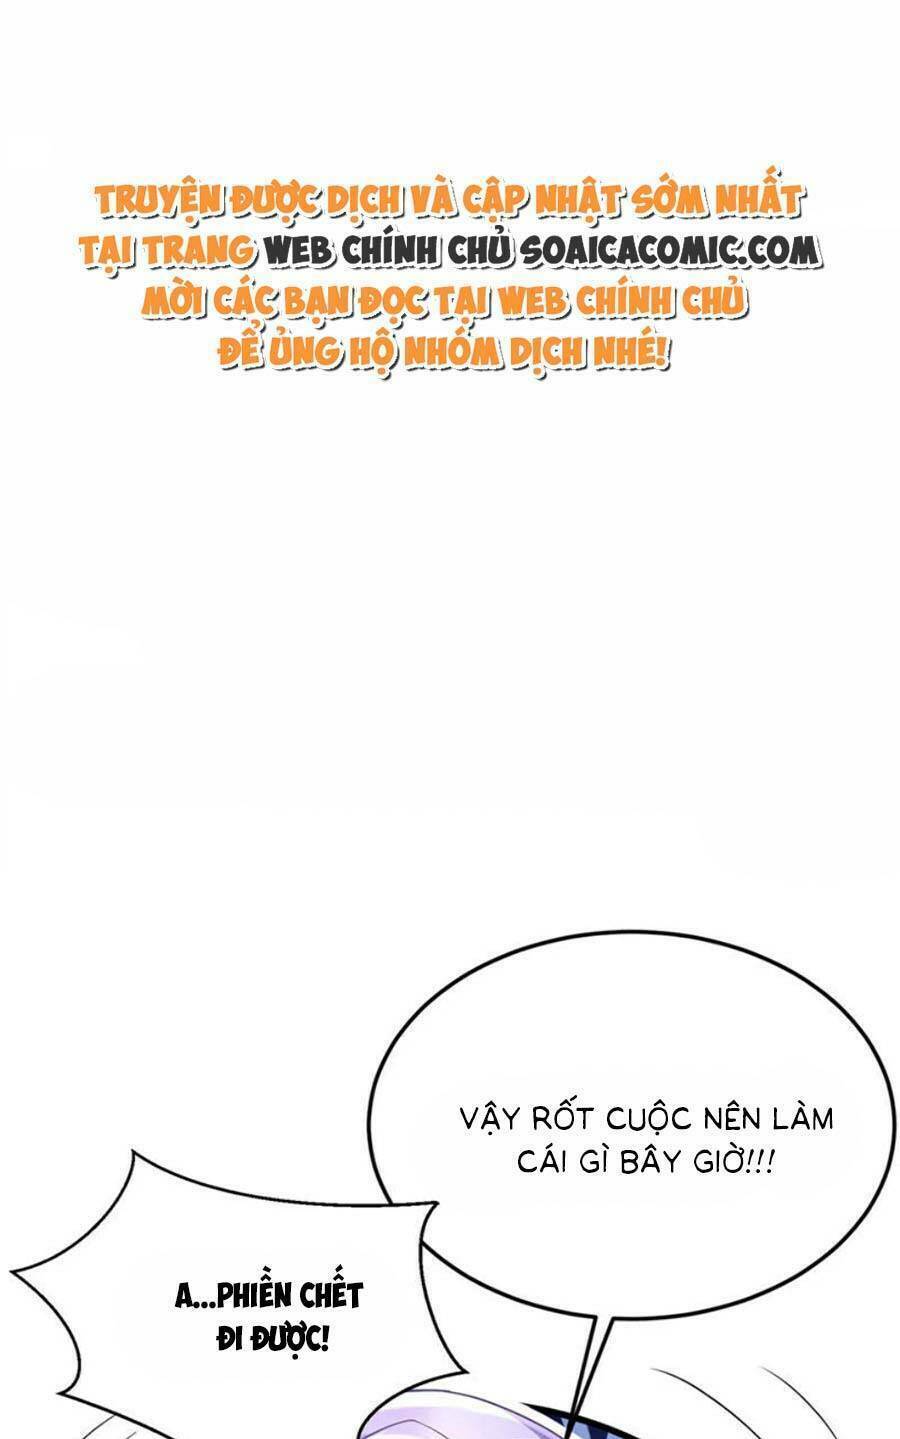 TRUYỆN ĐƯỢC DỊCH VÀ CẬP NHẬT SỚM NHẤT
TẠI TRANG WEB CHÍNH CHỦ SOAICACOMIC.COM
MỜI CÁC BẠN ĐỌC TẠI WEB CHÍNH CHỦ
ĐỂ ỦNG HỘ NHÓM DỊCH NHÉ!
VẬY RỐT CUỘC NÊN LÀM
CÁI GÌ BÂY GIỜ!!!
A...PHIỀN CHẾT
ĐI ĐƯỢC!